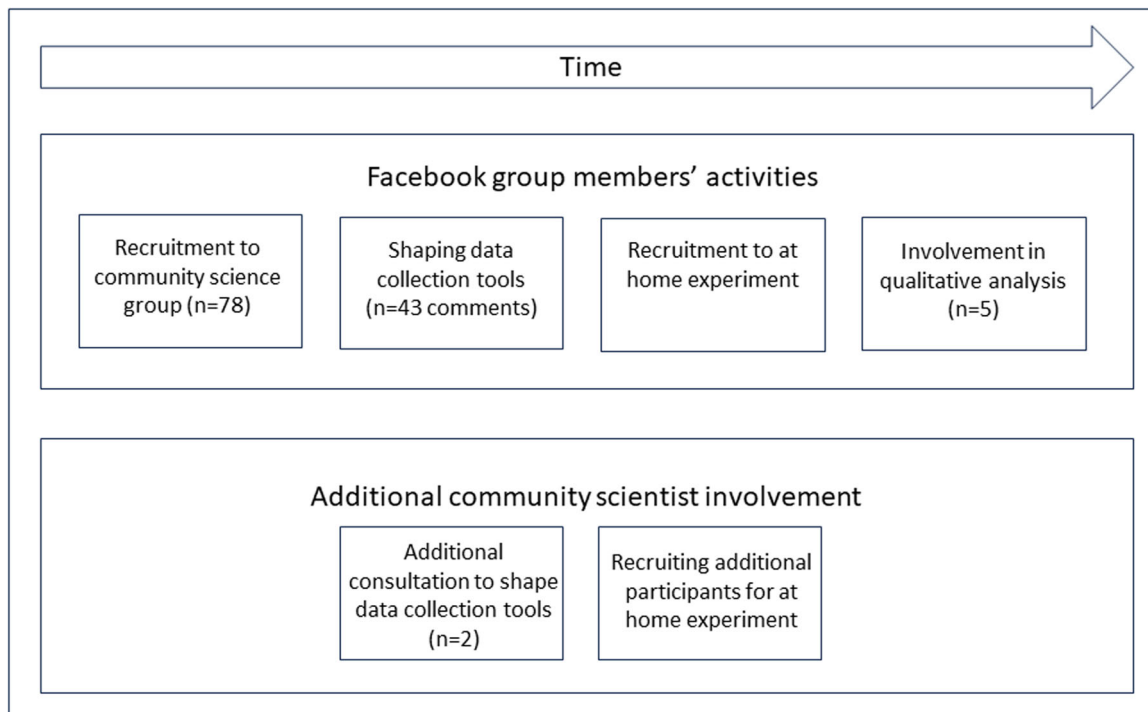 Time
Facebook group members’ activities
Recruitment to
community science
group (n=78)
Shaping data
collection tools
(n=43 comments)
Recruitment to at
home experiment
Involvement in
qualitative analysis
(n=5)
Additional community scientist involvement
Additional
consultation to shape
data collection tools
(n=2)
Recruiting additional
participants for at
home experiment